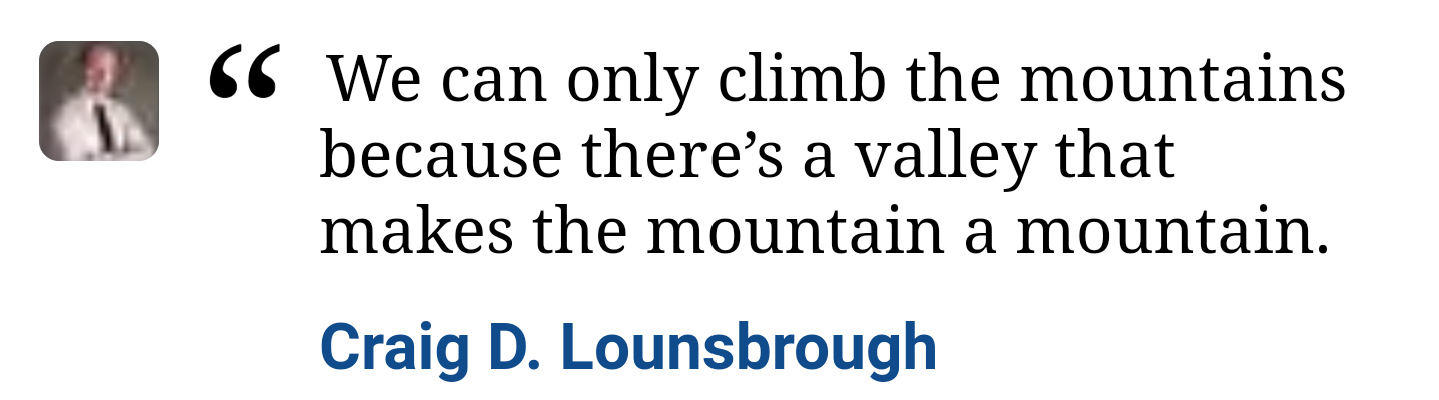 “ We can only climb the mountains
because there’s a valley that
makes the mountain a mountain.
Craig D. Lounsbrough